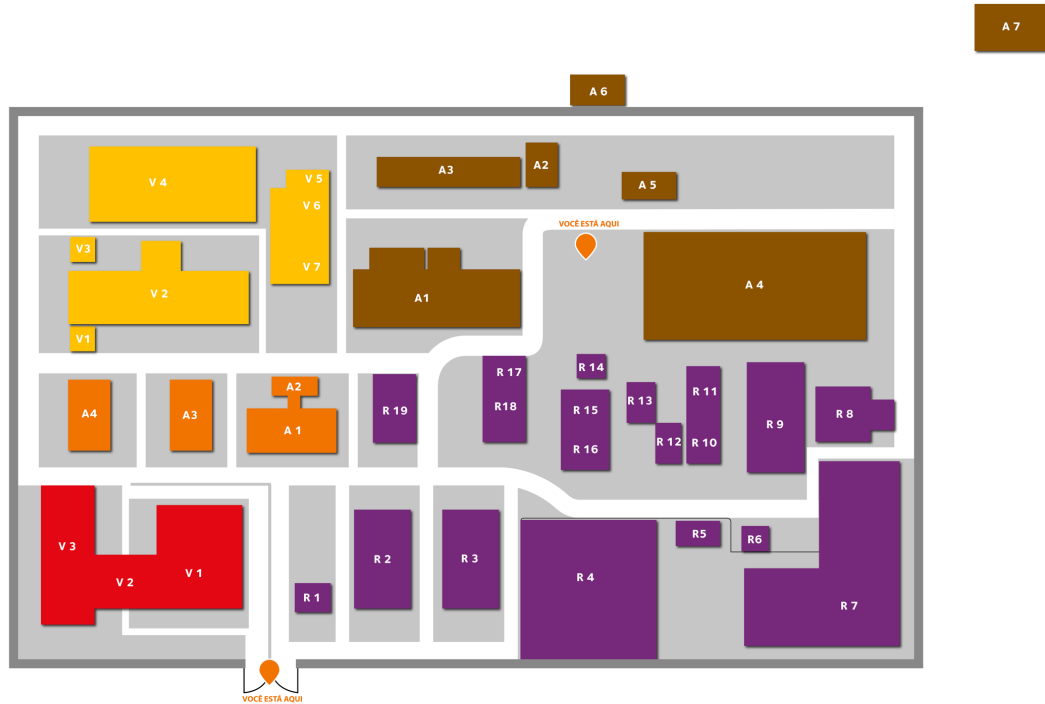 A 7
A 6
A3
A2
A 5
V 4
V 5
V 6
V 7
VOCÊ ESTÁ AQUI
V3
V 2
V1
A1
A 4
R 14
R 17
R18
R 15
R 16
R 13
R 12
R 11
R 10
R 9
R 8
A4
A3
A2
A 1
R 19
V 3
V 2
V 1
R 1
R 2
R 3
R 4
R5
R6
R 7
VOCÊ ESTÁ AQUI